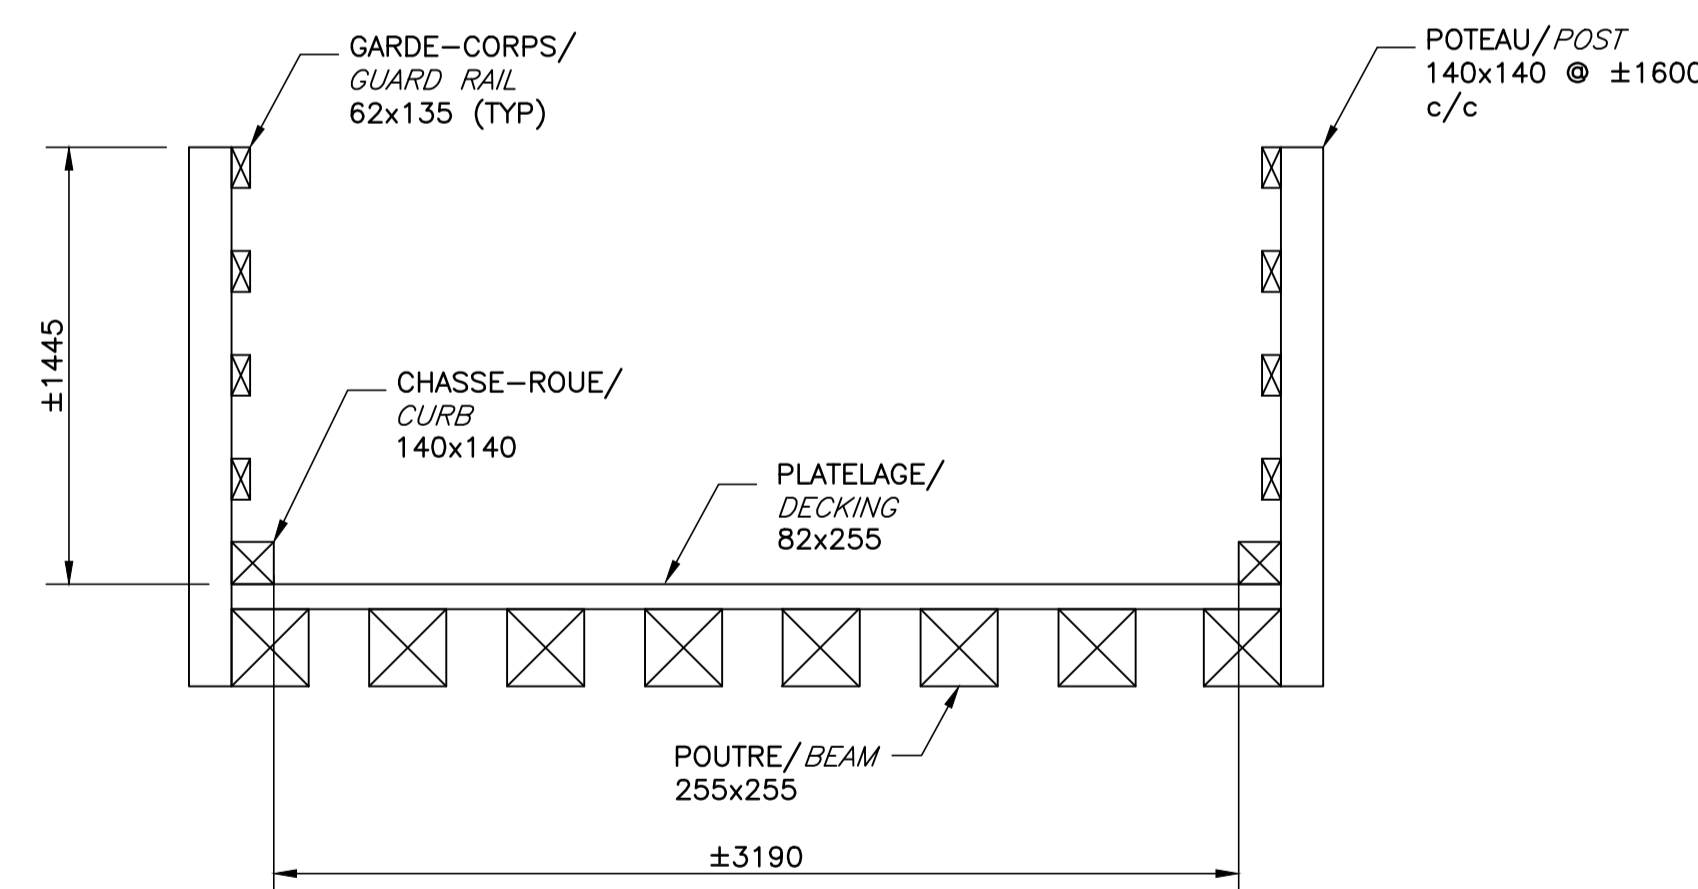 GARDE-CORPS/
GUARD RAIL
62x135 (TYP)
POTEAU/POST
140x140 @ ±1600
c/c
±1445
CHASSE-ROUE/
CURB
140x140
PLATELAGE/
DECKING
82x255
POUTRE/BEAM
255x255
±3190